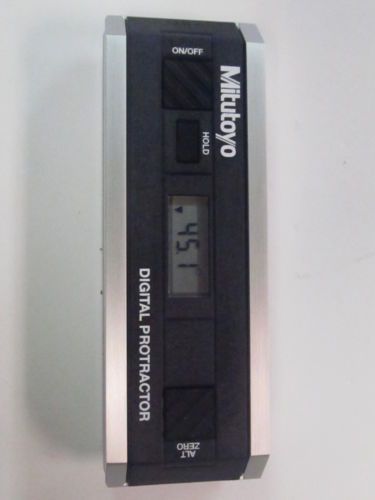 ON/OFF
Mitutoyo
HOLD
45.1
DIGITAL PROTRACTOR
ALT
ZERO